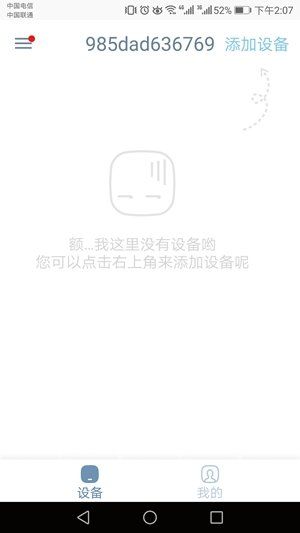 中国电信
中国联通
52% 下午2:07
985dad636769 添加设备
额...我这里没有设备哟
您可以点击右上角来添加设备呢
设备 我的